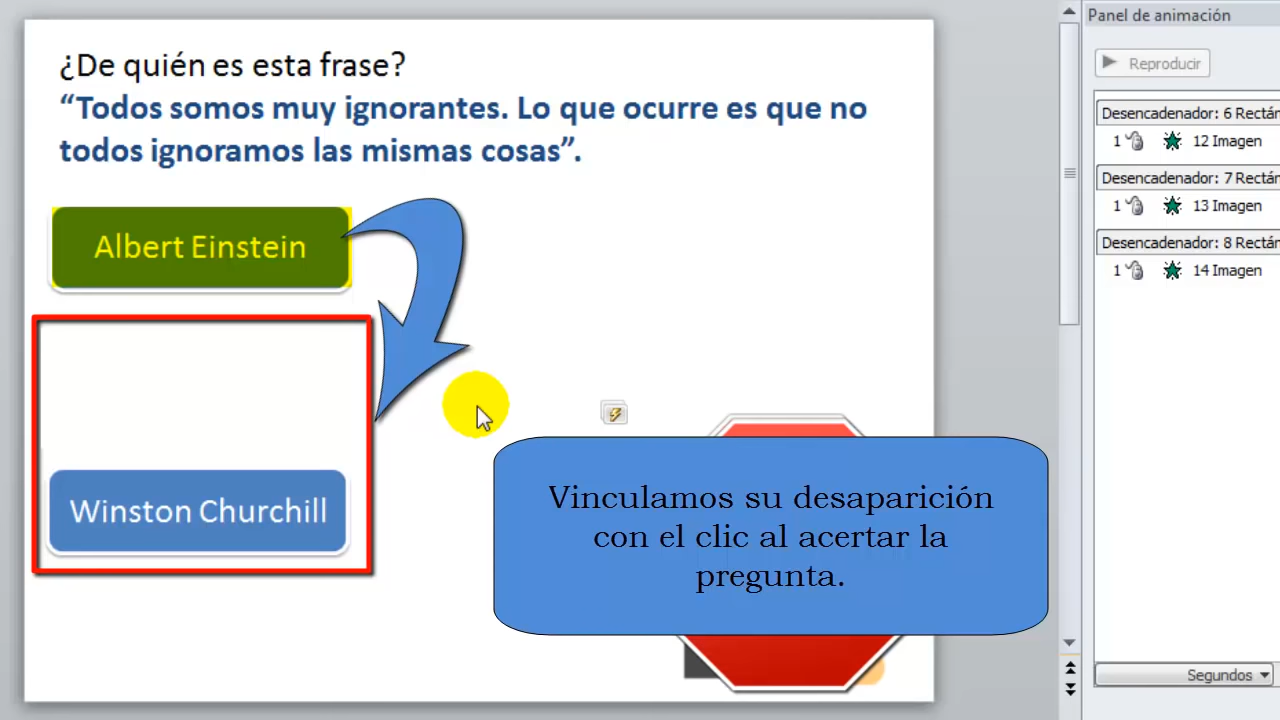 ¿De quién es esta frase?
“Todos somos muy ignorantes. Lo que ocurre es que no
todos ignoramos las mismas cosas”.
Albert Einstein
Winston Churchill
Vinculamos su desaparición
con el clic al acertar la
pregunta.
Panel de animación
Reproducir
Desencadenador: 6 Rectán
1 12 Imagen
Desencadenador: 7 Rectán
1 13 Imagen
Desencadenador: 8 Rectán
1 14 Imagen
Segundos